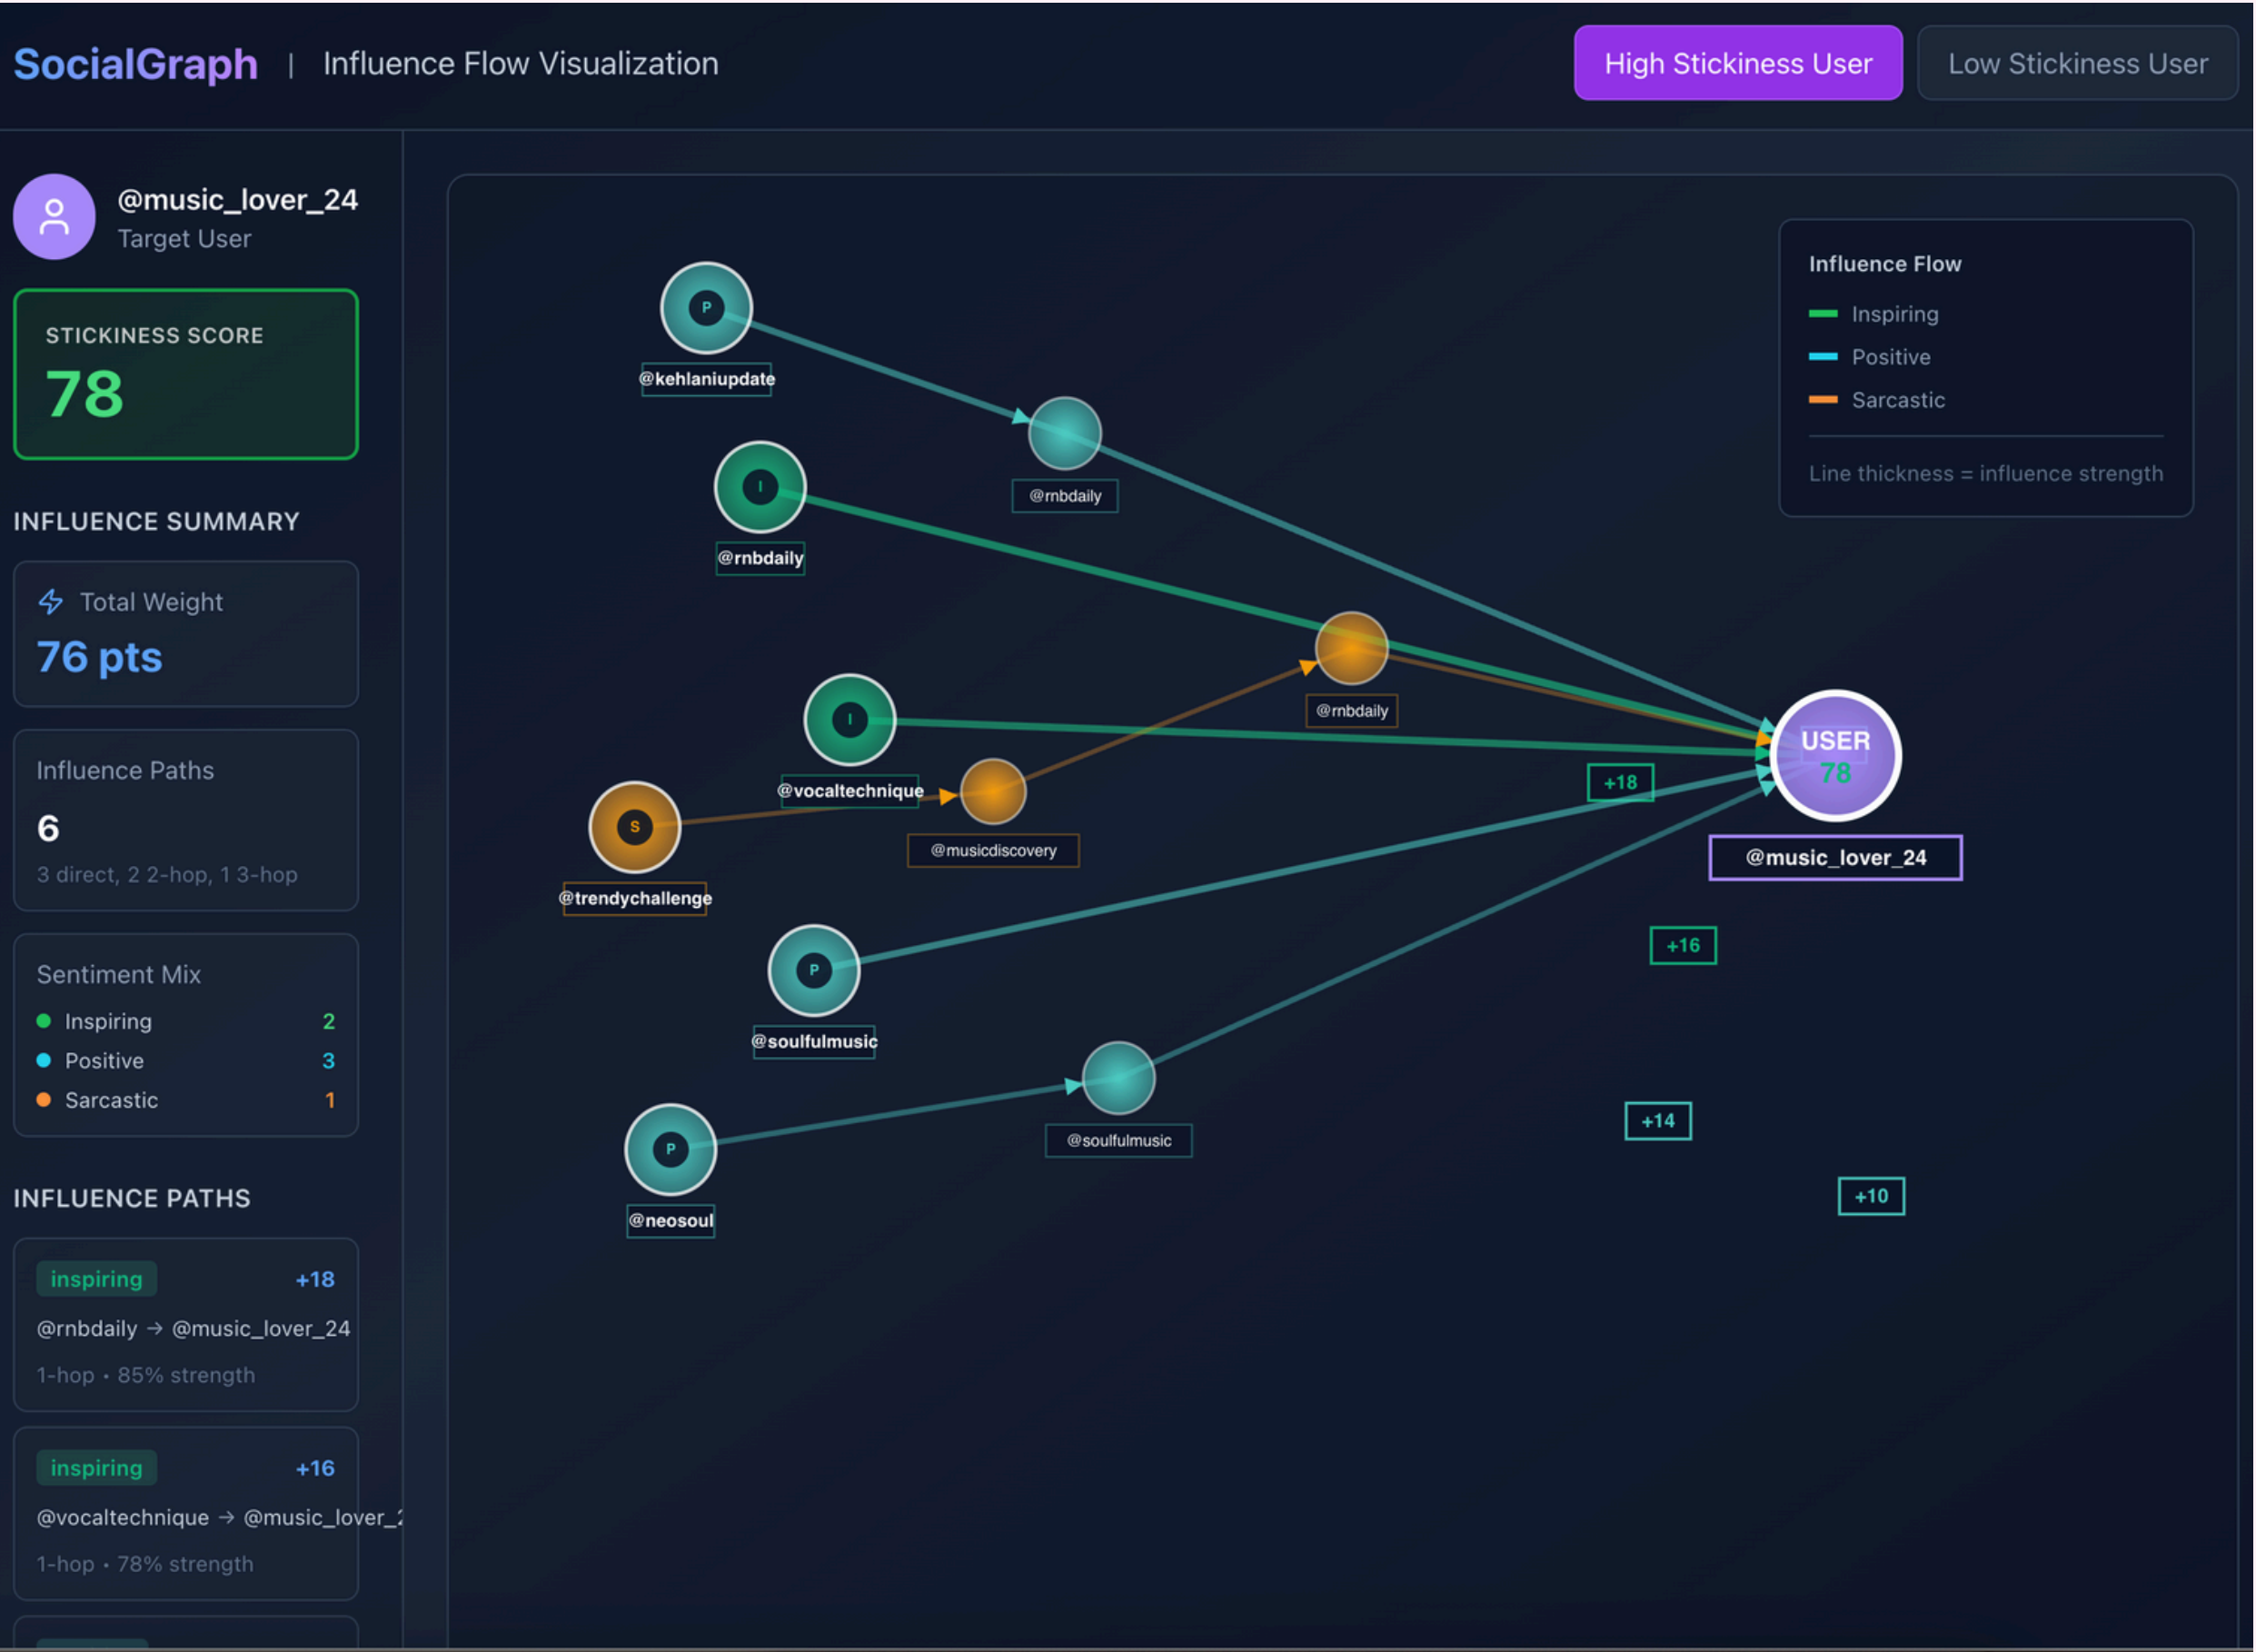 SocialGraph | Influence Flow Visualization
High Stickiness User
Low Stickiness User
@music_lover_24
Target User
STICKINESS SCORE
78
INFLUENCE SUMMARY
Total Weight
76 pts
Influence Paths
6
3 direct, 2 2-hop, 1 3-hop
Sentiment Mix
Inspiring 2
Positive 3
Sarcastic 1
INFLUENCE PATHS
inspiring +18
@rnbdaily → @music_lover_24
1-hop • 85% strength
inspiring +16
@vocaltechnique → @music_lover_2
1-hop • 78% strength
P
@kehlaniupdate
@rnbdaily
I
@rnbdaily
@rnbdaily
I
@vocaltechnique
S
@trendychallenge
@musicdiscovery
P
@soulfulmusic
@soulfulmusic
P
@neosoul
Influence Flow
Inspiring
Positive
Sarcastic
Line thickness = influence strength
USER
78
@music_lover_24
+18
+16
+14
+10